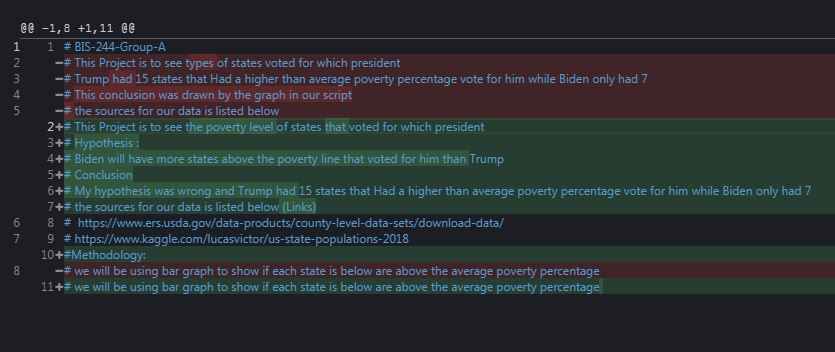 @@ -1,8 +1,11 @@
1 1 # BIS-244-Group-A
2 -# This Project is to see types of states voted for which president
3 -# Trump had 15 states that Had a higher than average poverty percentage vote for him while Biden only had 7
4 -# This conclusion was drawn by the graph in our script
5 -# the sources for our data is listed below
2+# This Project is to see the poverty level of states that voted for which president
3+# Hypothesis :
4+# Biden will have more states above the poverty line that voted for him than Trump
5+# Conclusion
6+# My hypothesis was wrong and Trump had 15 states that Had a higher than average poverty percentage vote for him while Biden only had 7
7+# the sources for our data is listed below (Links)
6 8 # https://www.ers.usda.gov/data-products/county-level-data-sets/download-data/
7 9 # https://www.kaggle.com/lucasvictor/us-state-populations-2018
10+#Methodology:
8 -# we will be using bar graph to show if each state is below are above the average poverty percentage
11+# we will be using bar graph to show if each state is below are above the average poverty percentage